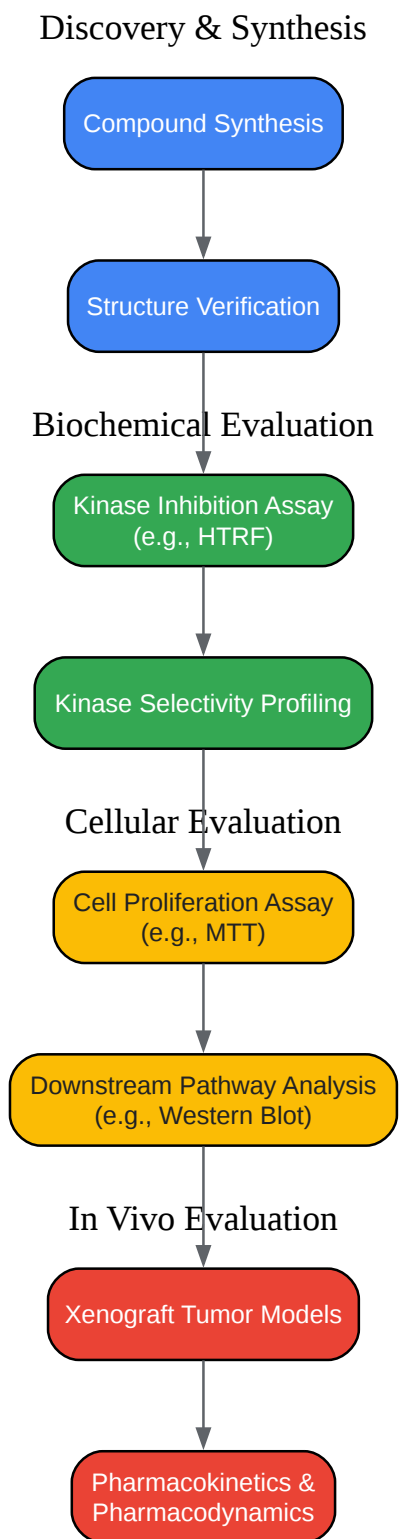 Discovery & Synthesis
Compound Synthesis
Structure Verification
Biochemical Evaluation
Kinase Inhibition Assay
(e.g., HTRF)
Kinase Selectivity Profiling
Cellular Evaluation
Cell Proliferation Assay
(e.g., MTT)
Downstream Pathway Analysis
(e.g., Western Blot)
In Vivo Evaluation
Xenograft Tumor Models
Pharmacokinetics &
Pharmacodynamics